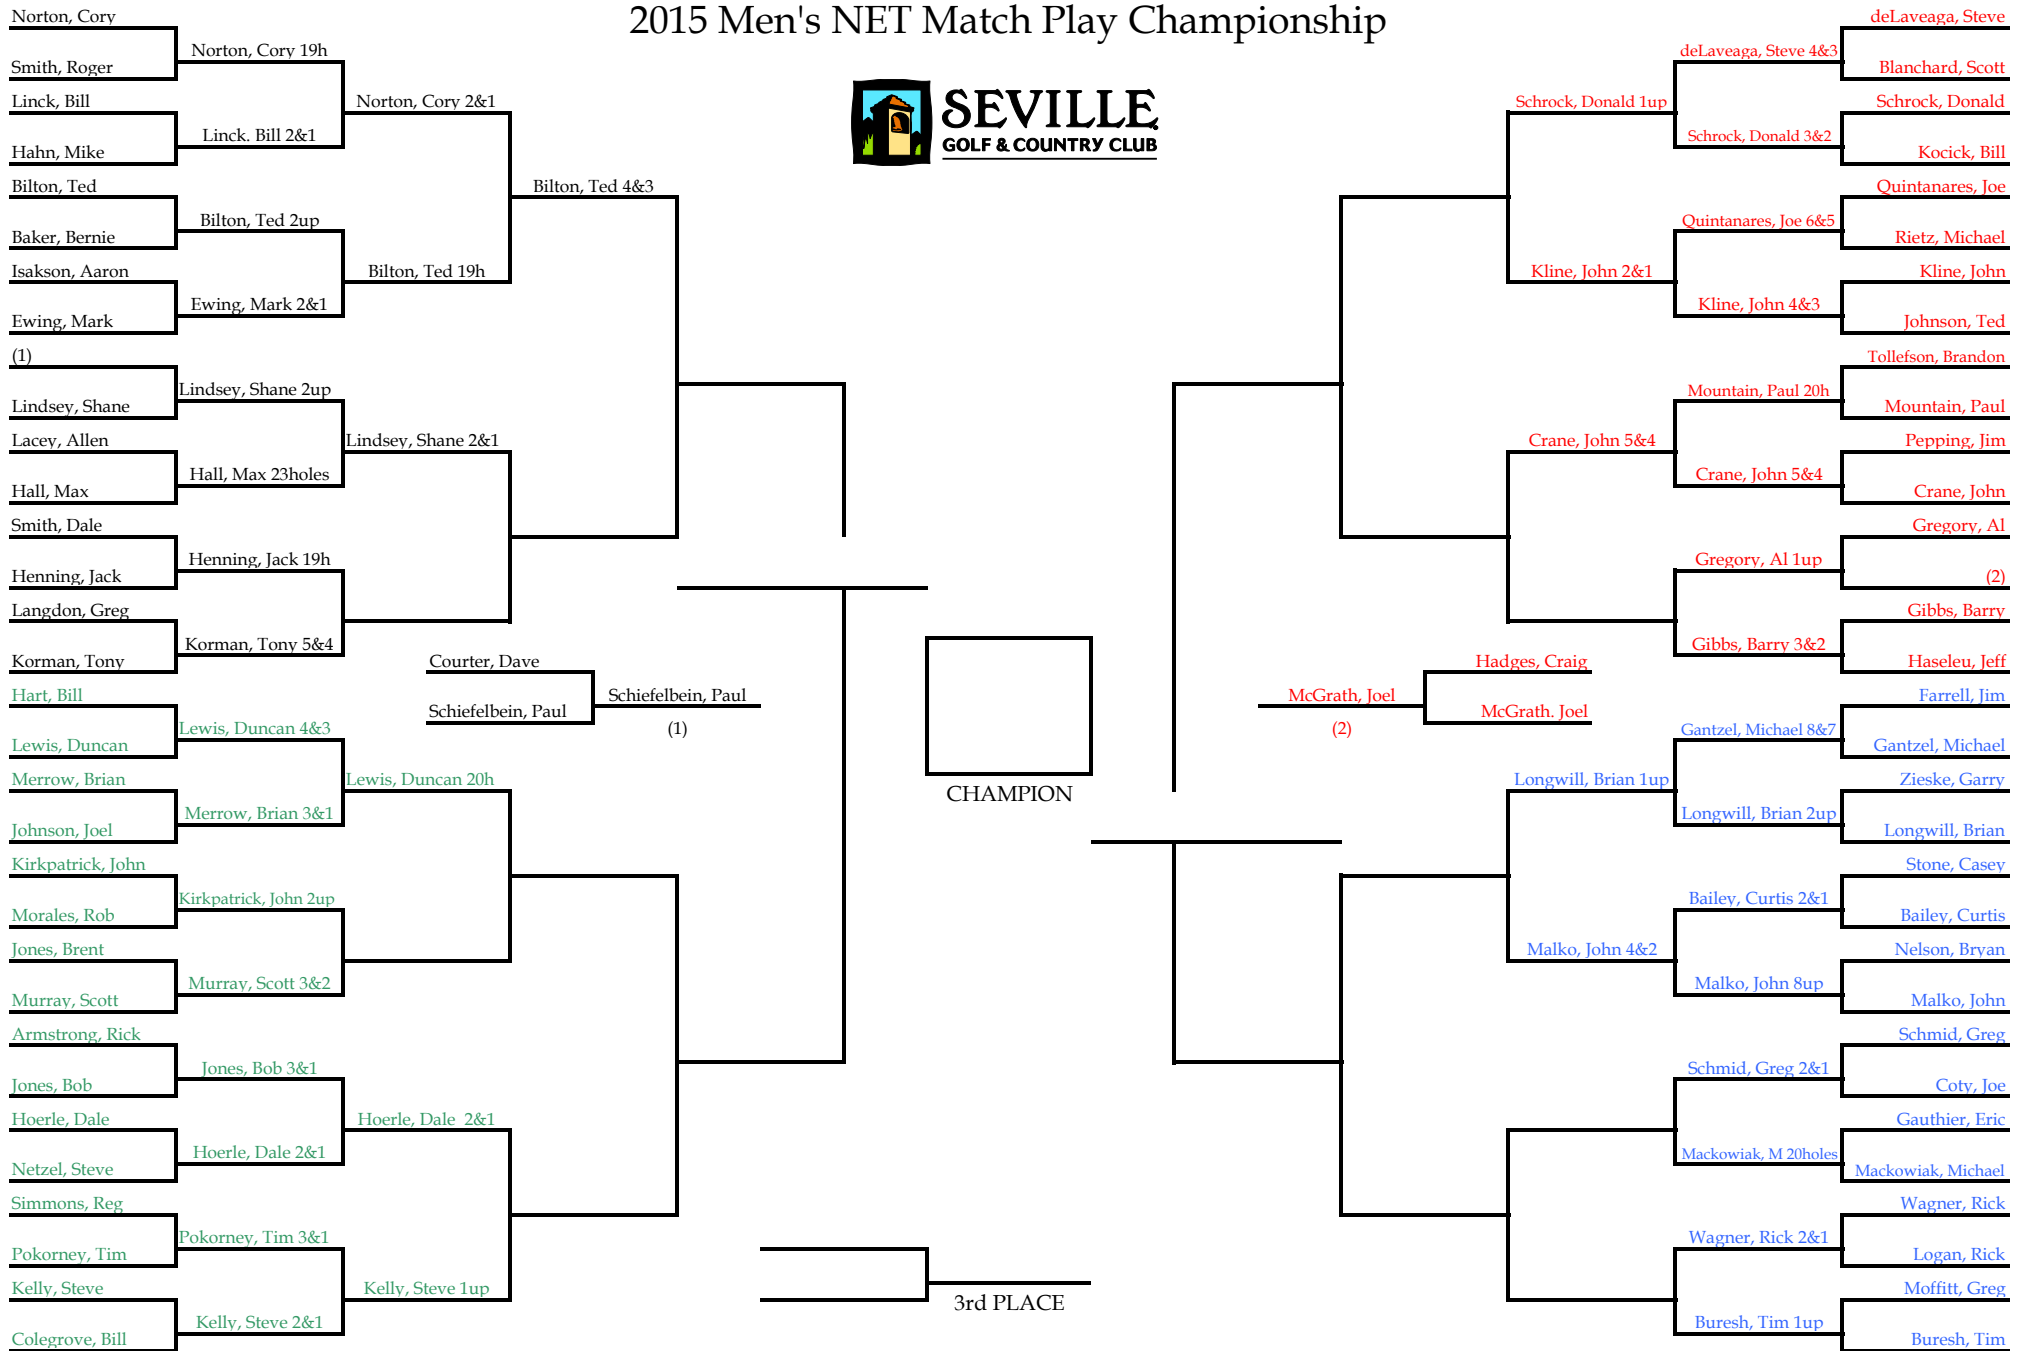 2015 Men's NET Match Play Championship
SEVILLE
GOLF & COUNTRY CLUB
Norton, Cory
Smith, Roger
Linck, Bill
Hahn, Mike
Bilton, Ted
Baker, Bernie
Isakson, Aaron
Ewing, Mark
(1)
Lindsey, Shane
Lacey, Allen
Hall, Max
Smith, Dale
Henning, Jack
Langdon, Greg
Korman, Tony
Hart, Bill
Lewis, Duncan
Merrow, Brian
Johnson, Joel
Kirkpatrick, John
Morales, Rob
Jones, Brent
Murray, Scott
Armstrong, Rick
Jones, Bob
Hoerle, Dale
Netzel, Steve
Simmons, Reg
Pokorney, Tim
Kelly, Steve
Colegrove, Bill
Norton, Cory 19h
Linck. Bill 2&1
Bilton, Ted 2up
Ewing, Mark 2&1
Lindsey, Shane 2up
Hall, Max 23holes
Henning, Jack 19h
Korman, Tony 5&4
Lewis, Duncan 4&3
Merrow, Brian 3&1
Kirkpatrick, John 2up
Murray, Scott 3&2
Jones, Bob 3&1
Hoerle, Dale 2&1
Pokorney, Tim 3&1
Kelly, Steve 2&1
Norton, Cory 2&1
Bilton, Ted 19h
Lindsey, Shane 2&1
Lewis, Duncan 20h
Hoerle, Dale  2&1
Kelly, Steve 1up
Bilton, Ted 4&3
Courter, Dave
Schiefelbein, Paul
Schiefelbein, Paul
(1)
CHAMPION
3rd PLACE
McGrath, Joel
(2)
Hadges, Craig
McGrath. Joel
Schrock, Donald 1up
Kline, John 2&1
Crane, John 5&4
Longwill, Brian 1up
Malko, John 4&2
deLaveaga, Steve 4&3
Schrock, Donald 3&2
Quintanares, Joe 6&5
Kline, John 4&3
Mountain, Paul 20h
Crane, John 5&4
Gregory, Al 1up
Gibbs, Barry 3&2
Gantzel, Michael 8&7
Longwill, Brian 2up
Bailey, Curtis 2&1
Malko, John 8up
Schmid, Greg 2&1
Mackowiak, M 20holes
Wagner, Rick 2&1
Buresh, Tim 1up
deLaveaga, Steve
Blanchard, Scott
Schrock, Donald
Kocick, Bill
Quintanares, Joe
Rietz, Michael
Kline, John
Johnson, Ted
Tollefson, Brandon
Mountain, Paul
Pepping, Jim
Crane, John
Gregory, Al
(2)
Gibbs, Barry
Haseleu, Jeff
Farrell, Jim
Gantzel, Michael
Zieske, Garry
Longwill, Brian
Stone, Casey
Bailey, Curtis
Nelson, Bryan
Malko, John
Schmid, Greg
Coty, Joe
Gauthier, Eric
Mackowiak, Michael
Wagner, Rick
Logan, Rick
Moffitt, Greg
Buresh, Tim